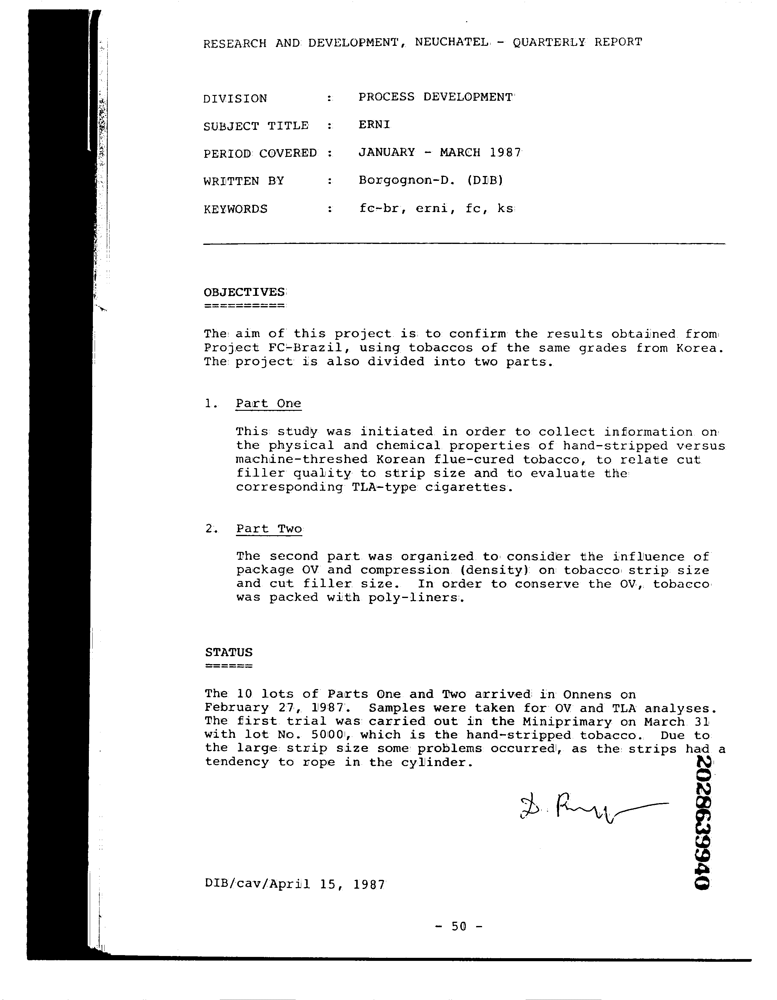 RESEARCH AND DEVELOPMENT, NEUCHATEL - QUARTERLY REPORT
DIVISION : PROCESS DEVELOPMENT
SUBJECT TITLE : ERNI
PERIOD COVERED : JANUARY - MARCH 1987
WRITTEN BY : Borgognon-D. (DIB)
KEYWORDS : fc-br, erni, fc, ks
OBJECTIVES
==========
The aim of this project is to confirm the results obtained from
Project FC-Brazil, using tobaccos of the same grades from Korea.
The project is also divided into two parts.
1. Part One
This study was initiated in order to collect information on
the physical and chemical properties of hand-stripped versus
machine-threshed Korean flue-cured tobacco, to relate cut
filler quality to strip size and to evaluate the
corresponding TLA-type cigarettes.
2. Part Two
The second part was organized to consider the influence of
package OV and compression (density) on tobacco strip size
and cut filler size. In order to conserve the OV, tobacco
was packed with poly-liners.
STATUS
======
The 10 lots of Parts One and Two arrived in Onnens on
February 27, 1987. Samples were taken for OV and TLA analyses.
The first trial was carried out in the Miniprimary on March 31
with lot No. 5000, which is the hand-stripped tobacco. Due to
the large strip size some problems occurred, as the strips had a
tendency to rope in the cylinder.
D.
2028639940
DIB/cav/April 15, 1987
- 50 -